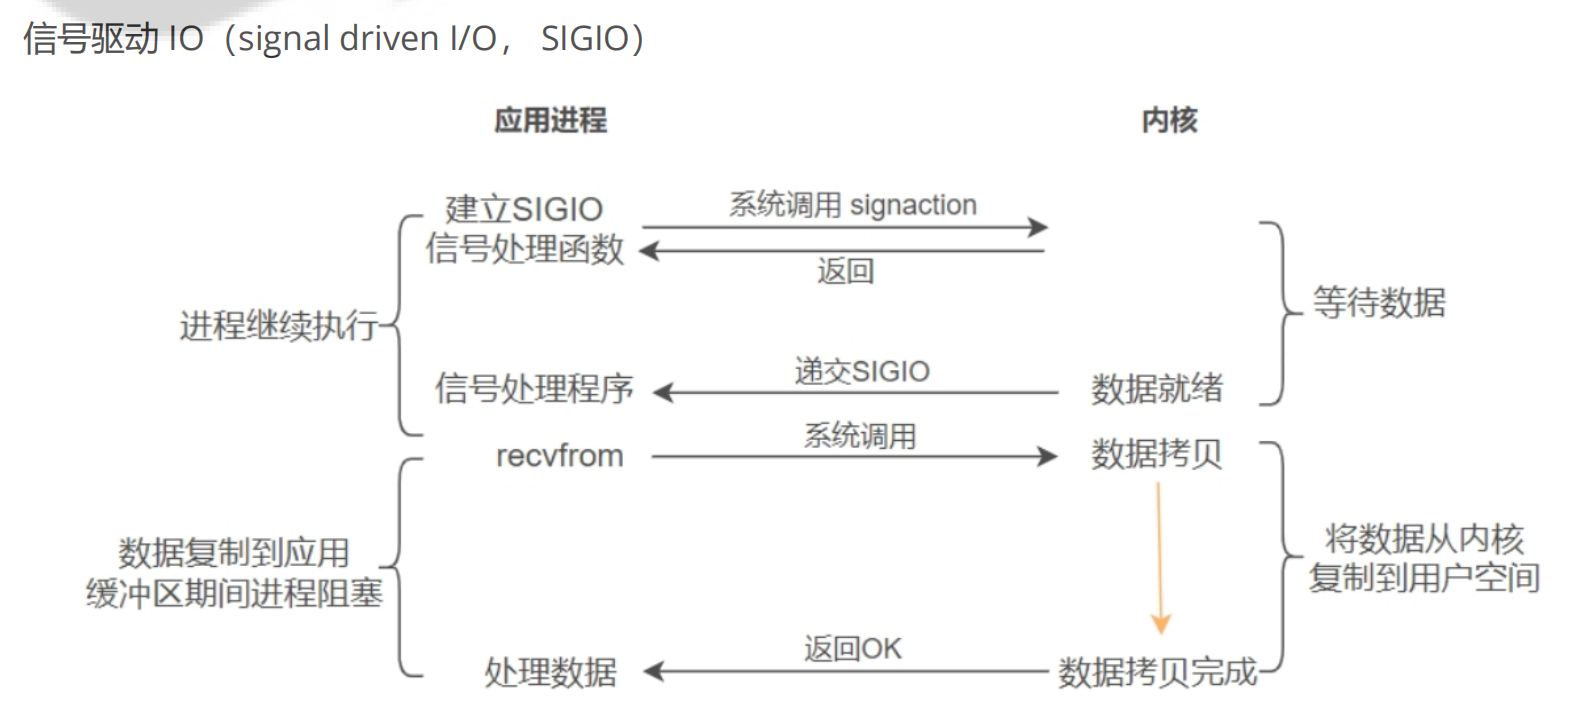 信号驱动 IO（signal driven I/O， SIGIO）
应用进程
内核
建立SIGIO
信号处理函数
系统调用 signaction
返回
进程继续执行
等待数据
信号处理程序
递交SIGIO
数据就绪
recvfrom
系统调用
数据拷贝
数据复制到应用
缓冲区期间进程阻塞
将数据从内核
复制到用户空间
处理数据
返回OK
数据拷贝完成